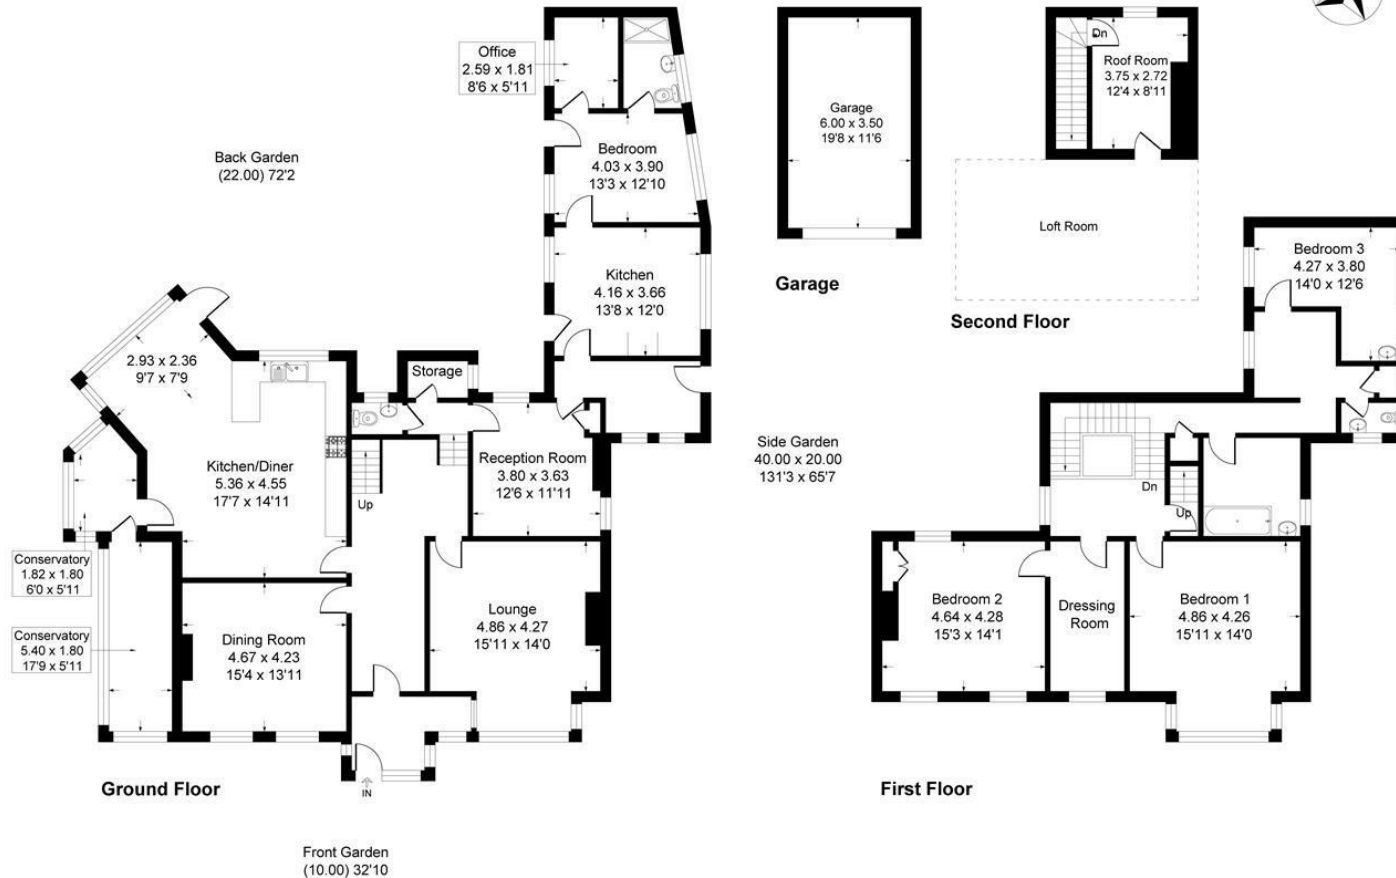 Office
2.59 x 1.81
8'6 x 5'11
Back Garden
(22.00) 72'2
Bedroom
4.03 x 3.90
13'3 x 12'10
Kitchen
4.16 x 3.66
13'8 x 12'0
2.93 x 2.36
9'7 x 7'9
Storage
Kitchen/Diner
5.36 x 4.55
17'7 x 14'11
Up
Reception Room
3.80 x 3.63
12'6 x 11'11
Conservatory
1.82 x 1.80
6'0 x 5'11
Conservatory
5.40 x 1.80
17'9 x 5'11
Dining Room
4.67 x 4.23
15'4 x 13'11
Lounge
4.86 x 4.27
15'11 x 14'0
IN
Ground Floor
Front Garden
(10.00) 32'10
Garage
6.00 x 3.50
19'8 x 11'6
Garage
Side Garden
40.00 x 20.00
131'3 x 65'7
Dn
Roof Room
3.75 x 2.72
12'4 x 8'11
Loft Room
Second Floor
Bedroom 3
4.27 x 3.80
14'0 x 12'6
Dn
Up
Bedroom 2
4.64 x 4.28
15'3 x 14'1
Dressing
Room
Bedroom 1
4.86 x 4.26
15'11 x 14'0
First Floor